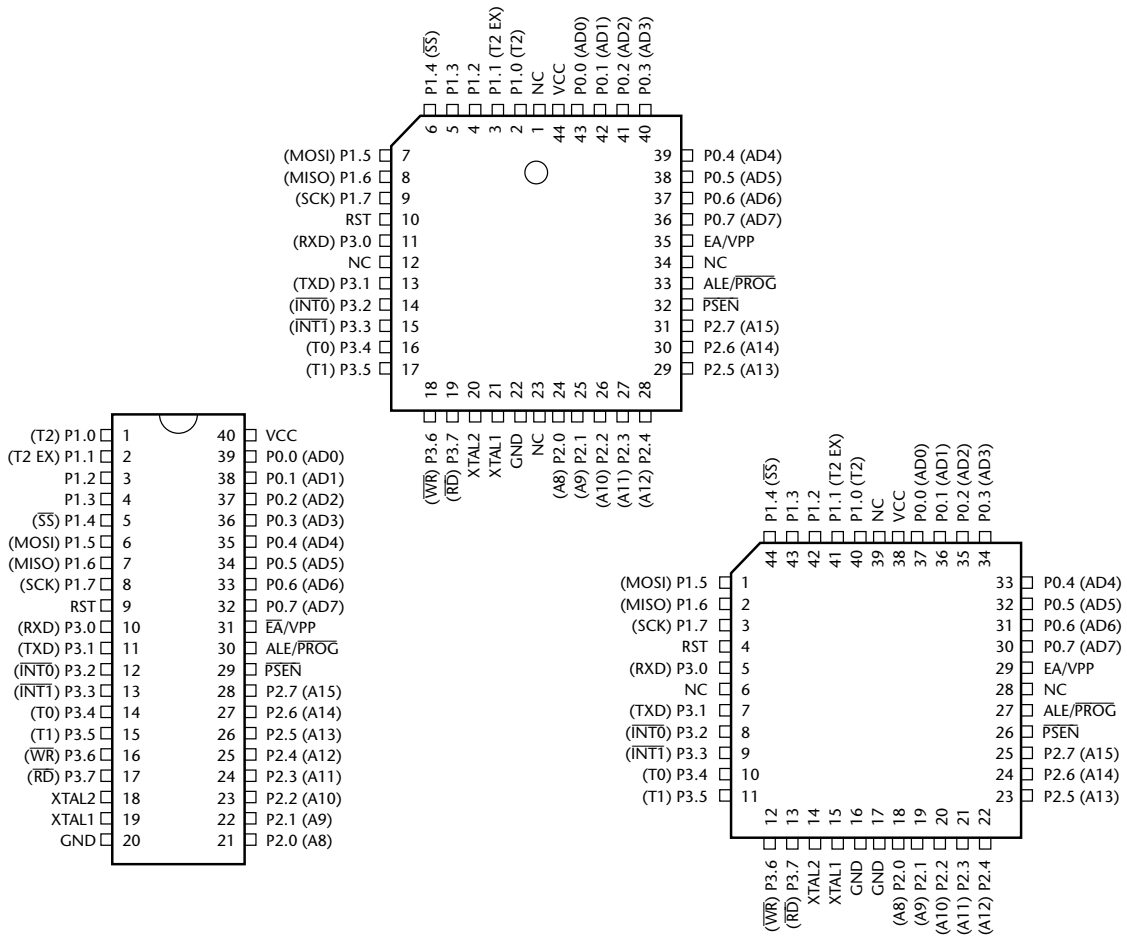 P1.4 (SS)
P1.3
P1.2
P1.1 (T2 EX)
P1.0 (T2)
NC
VCC
P0.0 (AD0)
P0.1 (AD1)
P0.2 (AD2)
P0.3 (AD3)
6 5 4 3 2 1 44 43 42 41 40
(MOSI) P1.5 7 39 P0.4 (AD4)
(MISO) P1.6 8 38 P0.5 (AD5)
(SCK) P1.7 9 37 P0.6 (AD6)
RST 10 36 P0.7 (AD7)
(RXD) P3.0 11 35 EA/VPP
NC 12 34 NC
(TXD) P3.1 13 33 ALE/PROG
(INT0) P3.2 14 32 PSEN
(INT1) P3.3 15 31 P2.7 (A15)
(T0) P3.4 16 30 P2.6 (A14)
(T1) P3.5 17 29 P2.5 (A13)
18 19 20 21 22 23 24 25 26 27 28
(WR) P3.6
(RD) P3.7
XTAL2
XTAL1
GND
NC
(A8) P2.0
(A9) P2.1
(A10) P2.2
(A11) P2.3
(A12) P2.4
(T2) P1.0 1 40 VCC
(T2 EX) P1.1 2 39 P0.0 (AD0)
P1.2 3 38 P0.1 (AD1)
P1.3 4 37 P0.2 (AD2)
(SS) P1.4 5 36 P0.3 (AD3)
(MOSI) P1.5 6 35 P0.4 (AD4)
(MISO) P1.6 7 34 P0.5 (AD5)
(SCK) P1.7 8 33 P0.6 (AD6)
RST 9 32 P0.7 (AD7)
(RXD) P3.0 10 31 EA/VPP
(TXD) P3.1 11 30 ALE/PROG
(INT0) P3.2 12 29 PSEN
(INT1) P3.3 13 28 P2.7 (A15)
(T0) P3.4 14 27 P2.6 (A14)
(T1) P3.5 15 26 P2.5 (A13)
(WR) P3.6 16 25 P2.4 (A12)
(RD) P3.7 17 24 P2.3 (A11)
XTAL2 18 23 P2.2 (A10)
XTAL1 19 22 P2.1 (A9)
GND 20 21 P2.0 (A8)
P1.4 (SS)
P1.3
P1.2
P1.1 (T2 EX)
P1.0 (T2)
NC
VCC
P0.0 (AD0)
P0.1 (AD1)
P0.2 (AD2)
P0.3 (AD3)
44 43 42 41 40 39 38 37 36 35 34
(MOSI) P1.5 1 33 P0.4 (AD4)
(MISO) P1.6 2 32 P0.5 (AD5)
(SCK) P1.7 3 31 P0.6 (AD6)
RST 4 30 P0.7 (AD7)
(RXD) P3.0 5 29 EA/VPP
NC 6 28 NC
(TXD) P3.1 7 27 ALE/PROG
(INT0) P3.2 8 26 PSEN
(INT1) P3.3 9 25 P2.7 (A15)
(T0) P3.4 10 24 P2.6 (A14)
(T1) P3.5 11 23 P2.5 (A13)
12 13 14 15 16 17 18 19 20 21 22
(WR) P3.6
(RD) P3.7
XTAL2
XTAL1
GND
GND
(A8) P2.0
(A9) P2.1
(A10) P2.2
(A11) P2.3
(A12) P2.4